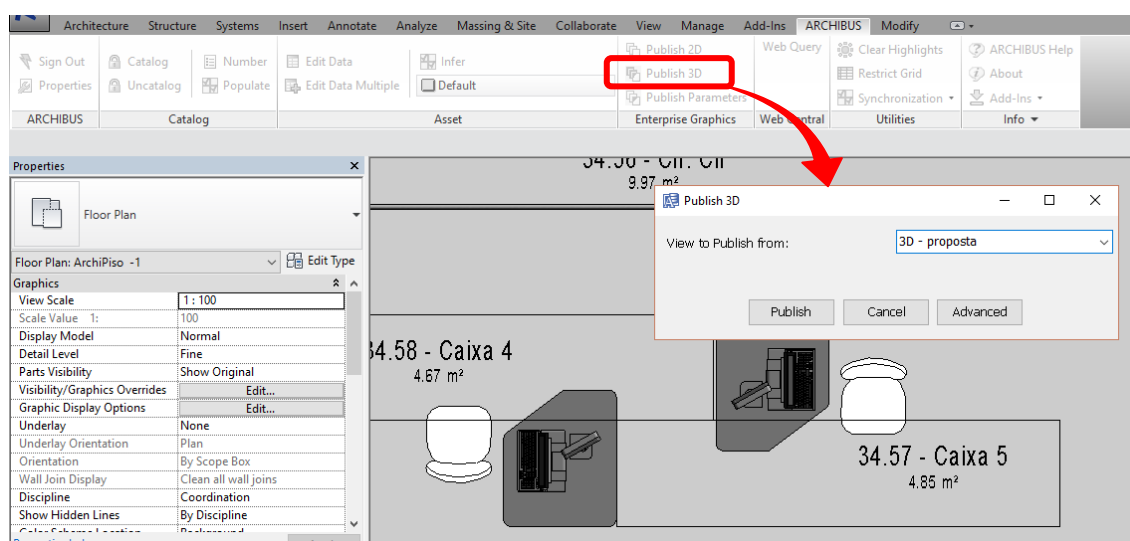 Architecture Structure Systems Insert Annotate Analyze Massing & Site Collaborate View Manage Add-Ins ARCHIBUS Modify
Sign Out Catalog Number Edit Data Infer Publish 2D Web Query Clear Highlights ARCHIBUS Help
Publish 3D Restrict Grid About
Properties Uncatalog Populate Edit Data Multiple Default
Publish Parameters Synchronization Add-Ins
ARCHIBUS Catalog Asset Enterprise Graphics Web Central Utilities Info
Properties
Floor Plan
Floor Plan: ArchiPiso -1 Edit Type
Graphics
View Scale 1 : 100
Scale Value 1: 100
Display Model Normal
Detail Level Fine
Parts Visibility Show Original
Visibility/Graphics Overrides Edit...
Graphic Display Options Edit...
Underlay None
Underlay Orientation Plan
Orientation By Scope Box
Wall Join Display Clean all wall joins
Discipline Coordination
Show Hidden Lines By Discipline
9.97 m²
Publish 3D
View to Publish from: 3D - proposta
Publish Cancel Advanced
34.58 - Caixa 4
4.67 m²
34.57 - Caixa 5
4.85 m²